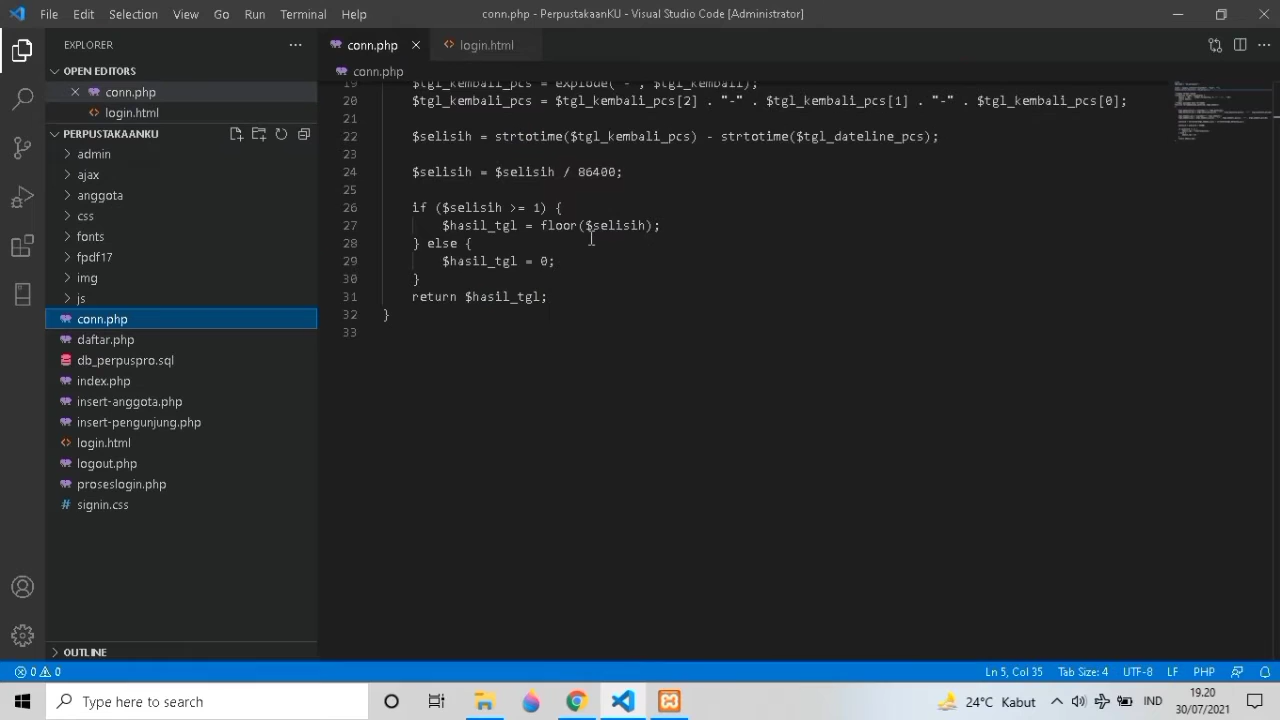 File Edit Selection View Go Run Terminal Help
conn.php - PerpustakaanKU - Visual Studio Code [Administrator]
EXPLORER
OPEN EDITORS
conn.php
login.html
PERPUSTAKAANKU
admin
ajax
anggota
css
fonts
fpdf17
img
js
conn.php
daftar.php
db_perpuspro.sql
index.php
insert-anggota.php
insert-pengunjung.php
login.html
logout.php
proseslogin.php
signin.css
OUTLINE
conn.php
login.html
conn.php
19 $tgl_kembali_pcs = explode("-", $tgl_kembali);
20 $tgl_kembali_pcs = $tgl_kembali_pcs[2] . "-" . $tgl_kembali_pcs[1] . "-" . $tgl_kembali_pcs[0];
21
22 $selisih = strtotime($tgl_kembali_pcs) - strtotime($tgl_dateline_pcs);
23
24 $selisih = $selisih / 86400;
25
26 if ($selisih >= 1) {
27 $hasil_tgl = floor($selisih);
28 } else {
29 $hasil_tgl = 0;
30 }
31 return $hasil_tgl;
32 }
33
0 0
Ln 5, Col 35 Tab Size: 4 UTF-8 LF PHP
Type here to search
24°C Kabut
IND
19.20
30/07/2021